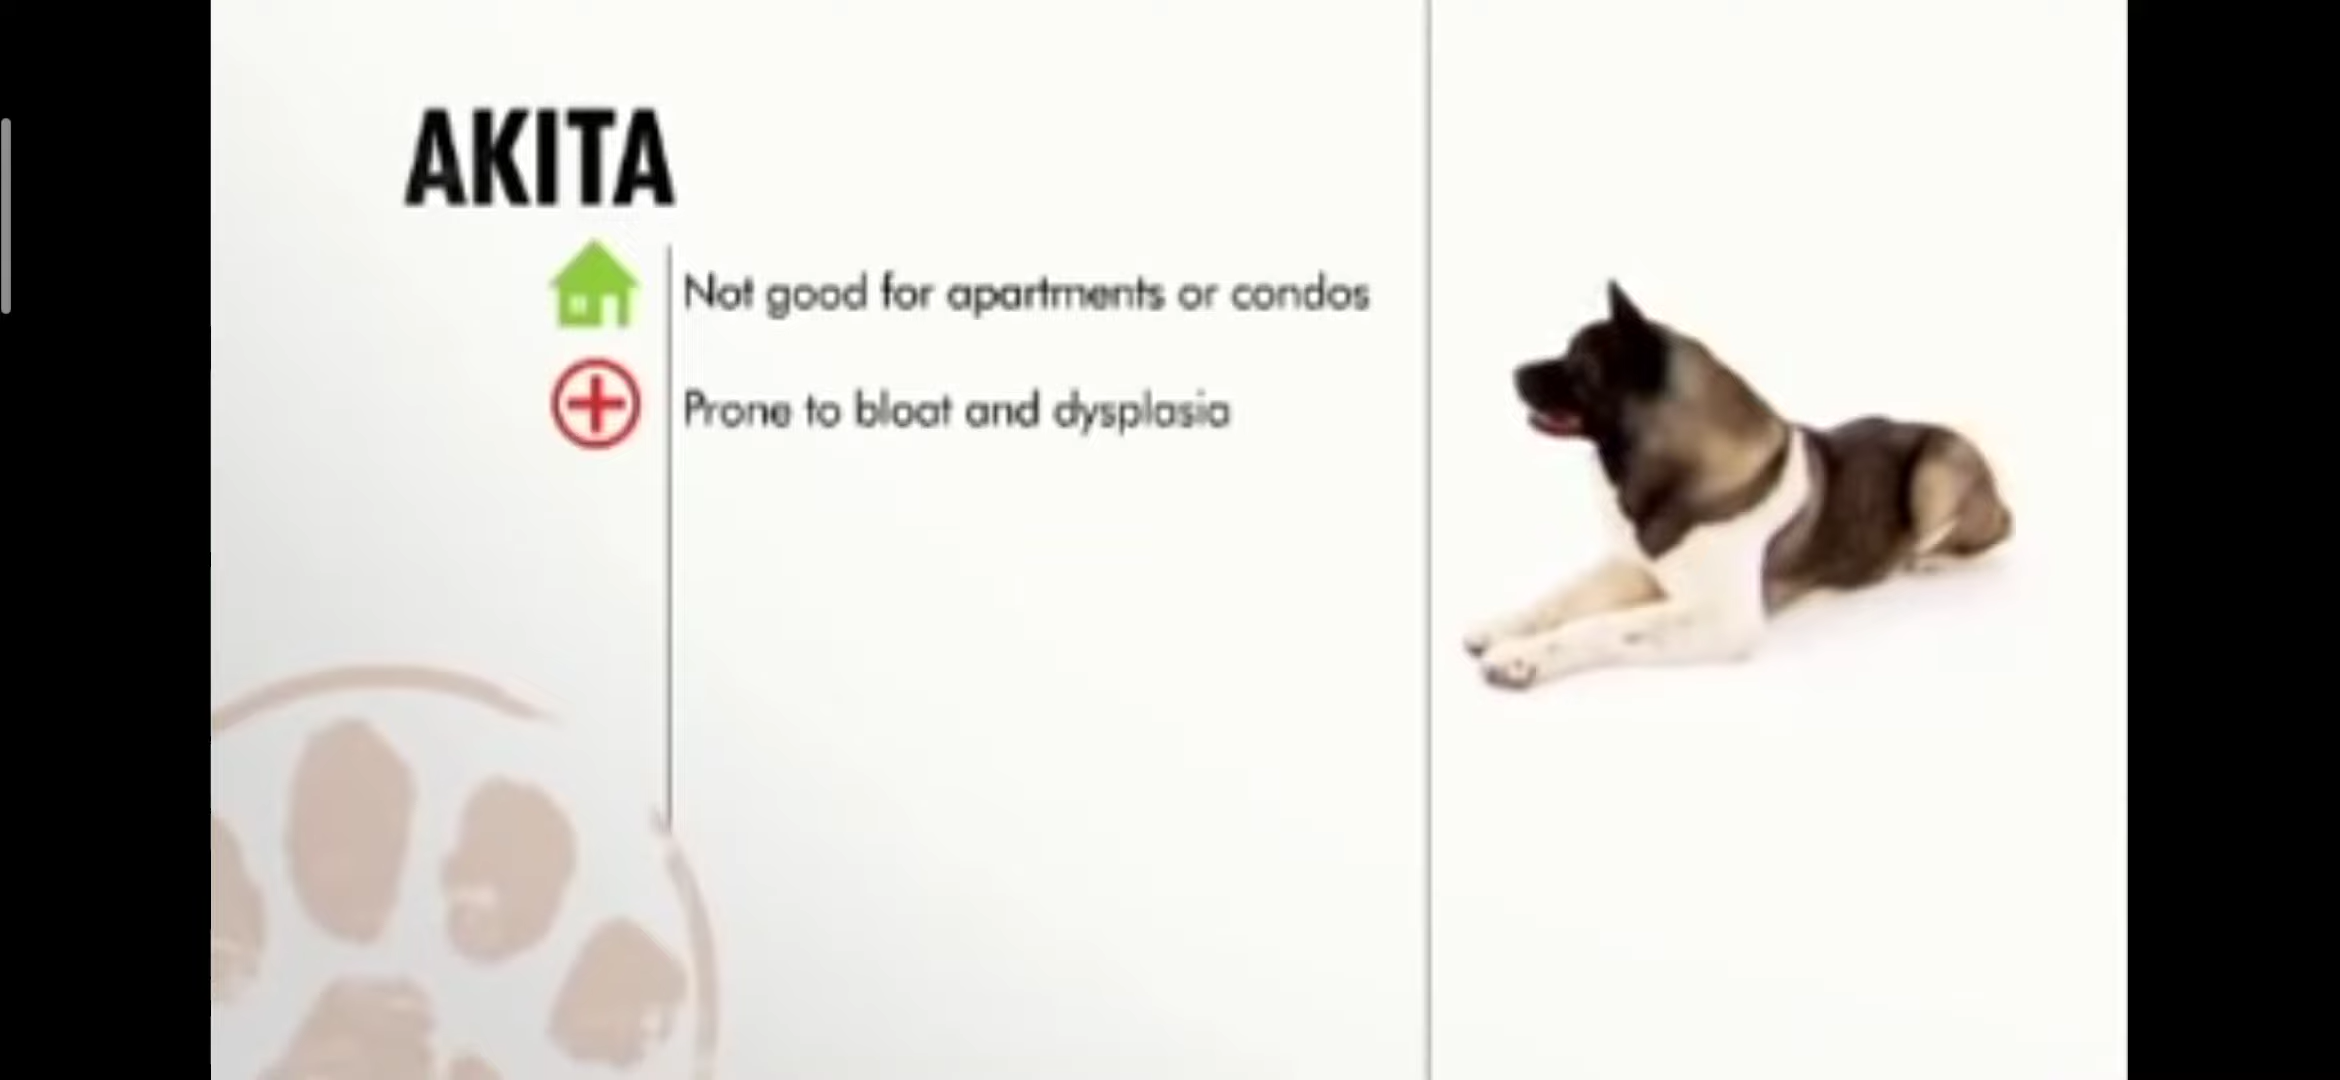 AKITA
Not good for apartments or condos
Prone to bloat and dysplasia